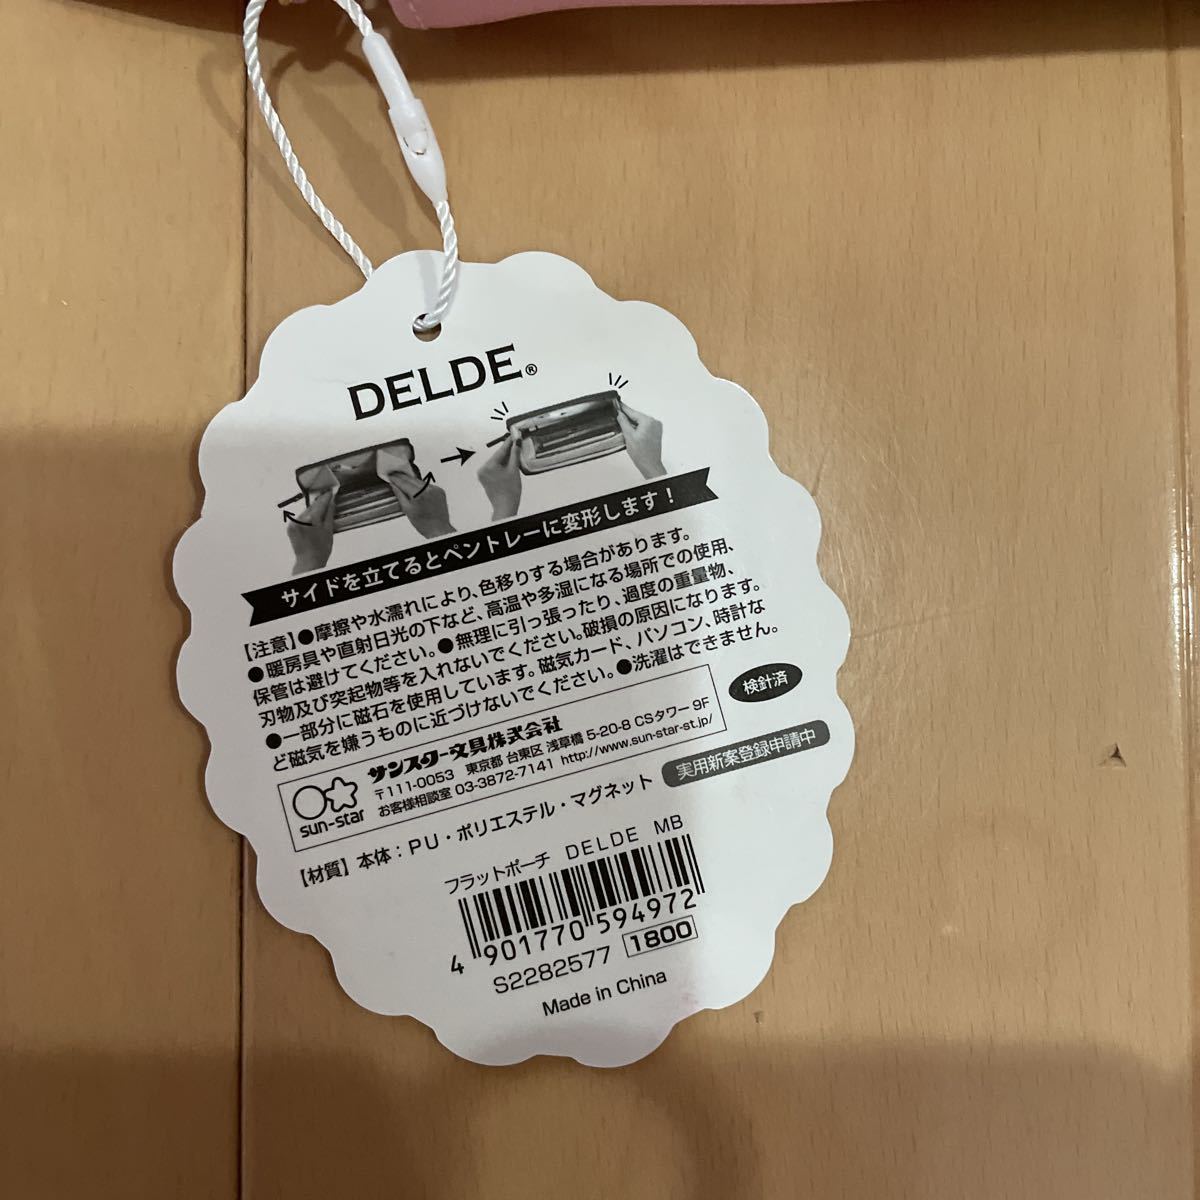 DELDE®
サイドを立てるとペントレーに変形します！
【注意】●摩擦や水濡れにより、色移りする場合があります。
●暖房具や直射日光の下など、高温や多湿になる場所での使用、
保管は避けてください。●無理に引っ張ったり、過度の重量物、
刃物及び突起物等を入れないでください。破損の原因になります。
●一部分に磁石を使用しています。磁気カード、パソコン、時計な
ど磁気を嫌うものに近づけないでください。●洗濯はできません。
検針済
sun-star
サンスター文具株式会社
〒111-0053 東京都 台東区 浅草橋 5-20-8 CSタワー 9F
お客様相談室 03-3872-7141 http://www.sun-star-st.jp/
実用新案登録申請中
【材質】本体：PU・ポリエステル・マグネット
フラットポーチ DELDE MB
4 901770 594972
S2282577 1800
Made in China